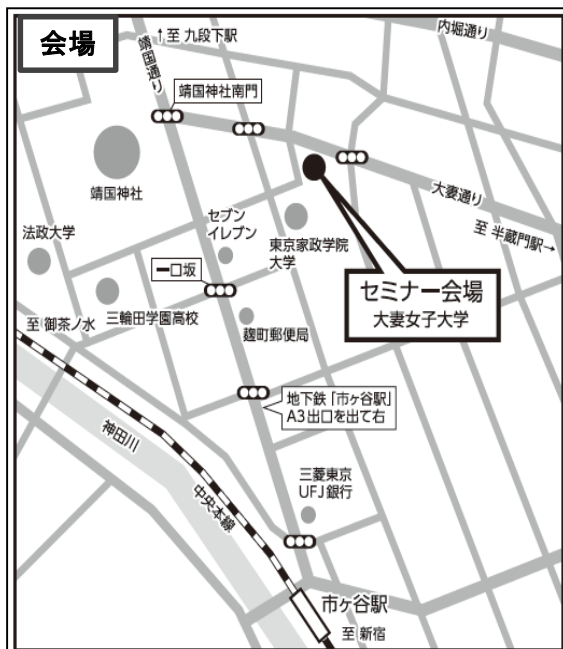 会場
↑至 九段下駅
内堀通り
靖国通り
靖国神社南門
靖国神社
大妻通り
至 半蔵門駅→
セブン
イレブン
東京家政学院
大学
法政大学
一口坂
セミナー会場
大妻女子大学
三輪田学園高校
至 御茶ノ水
麹町郵便局
地下鉄「市ヶ谷駅」
A3出口を出て右
神田川
中央本線
三菱東京
UFJ銀行
市ヶ谷駅
至 新宿